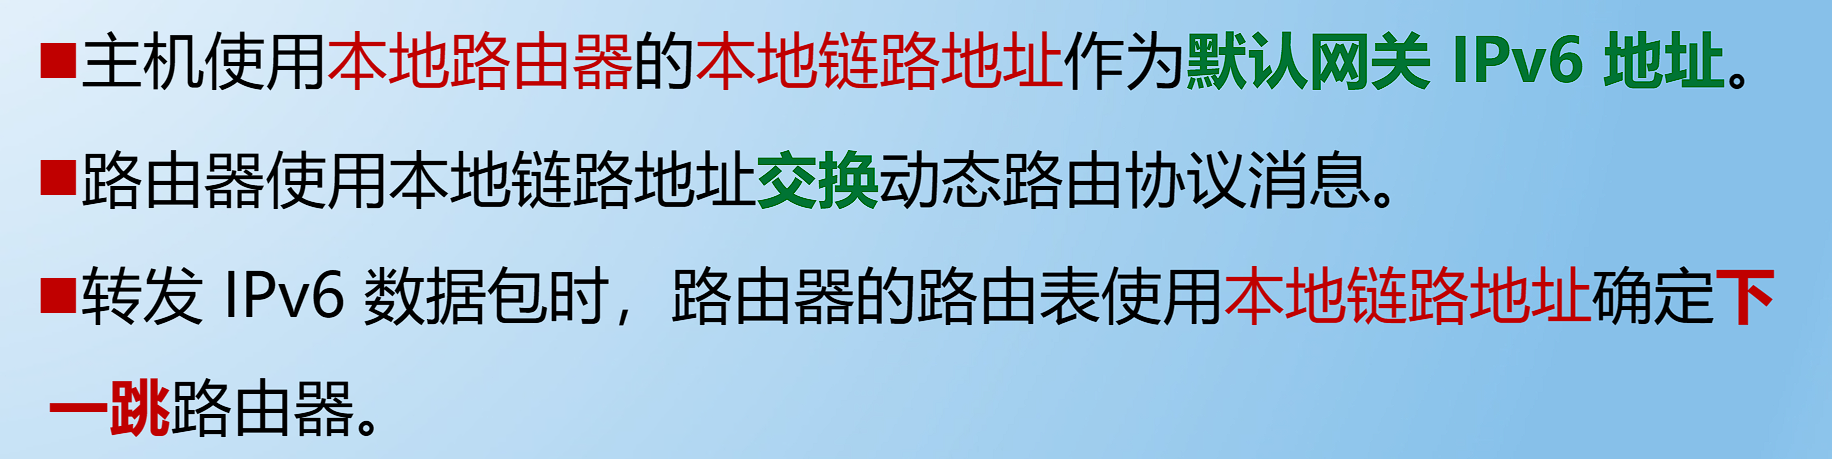 ■主机使用本地路由器的本地链路地址作为默认网关 IPv6 地址。
■路由器使用本地链路地址交换动态路由协议消息。
■转发 IPv6 数据包时，路由器的路由表使用本地链路地址确定下
一跳路由器。